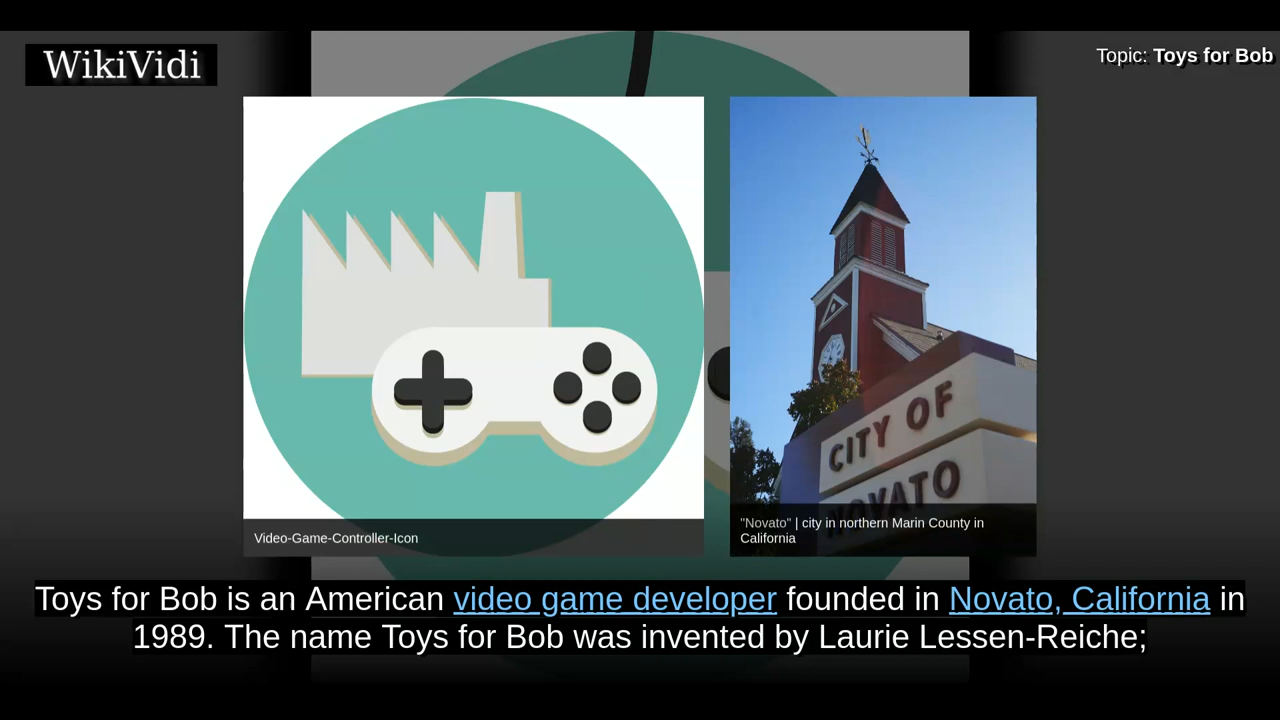 WikiVidi
Topic: Toys for Bob
CITY OF
NOVATO
Video-Game-Controller-Icon
"Novato" | city in northern Marin County in
California
Toys for Bob is an American video game developer founded in Novato, California in
1989. The name Toys for Bob was invented by Laurie Lessen-Reiche;